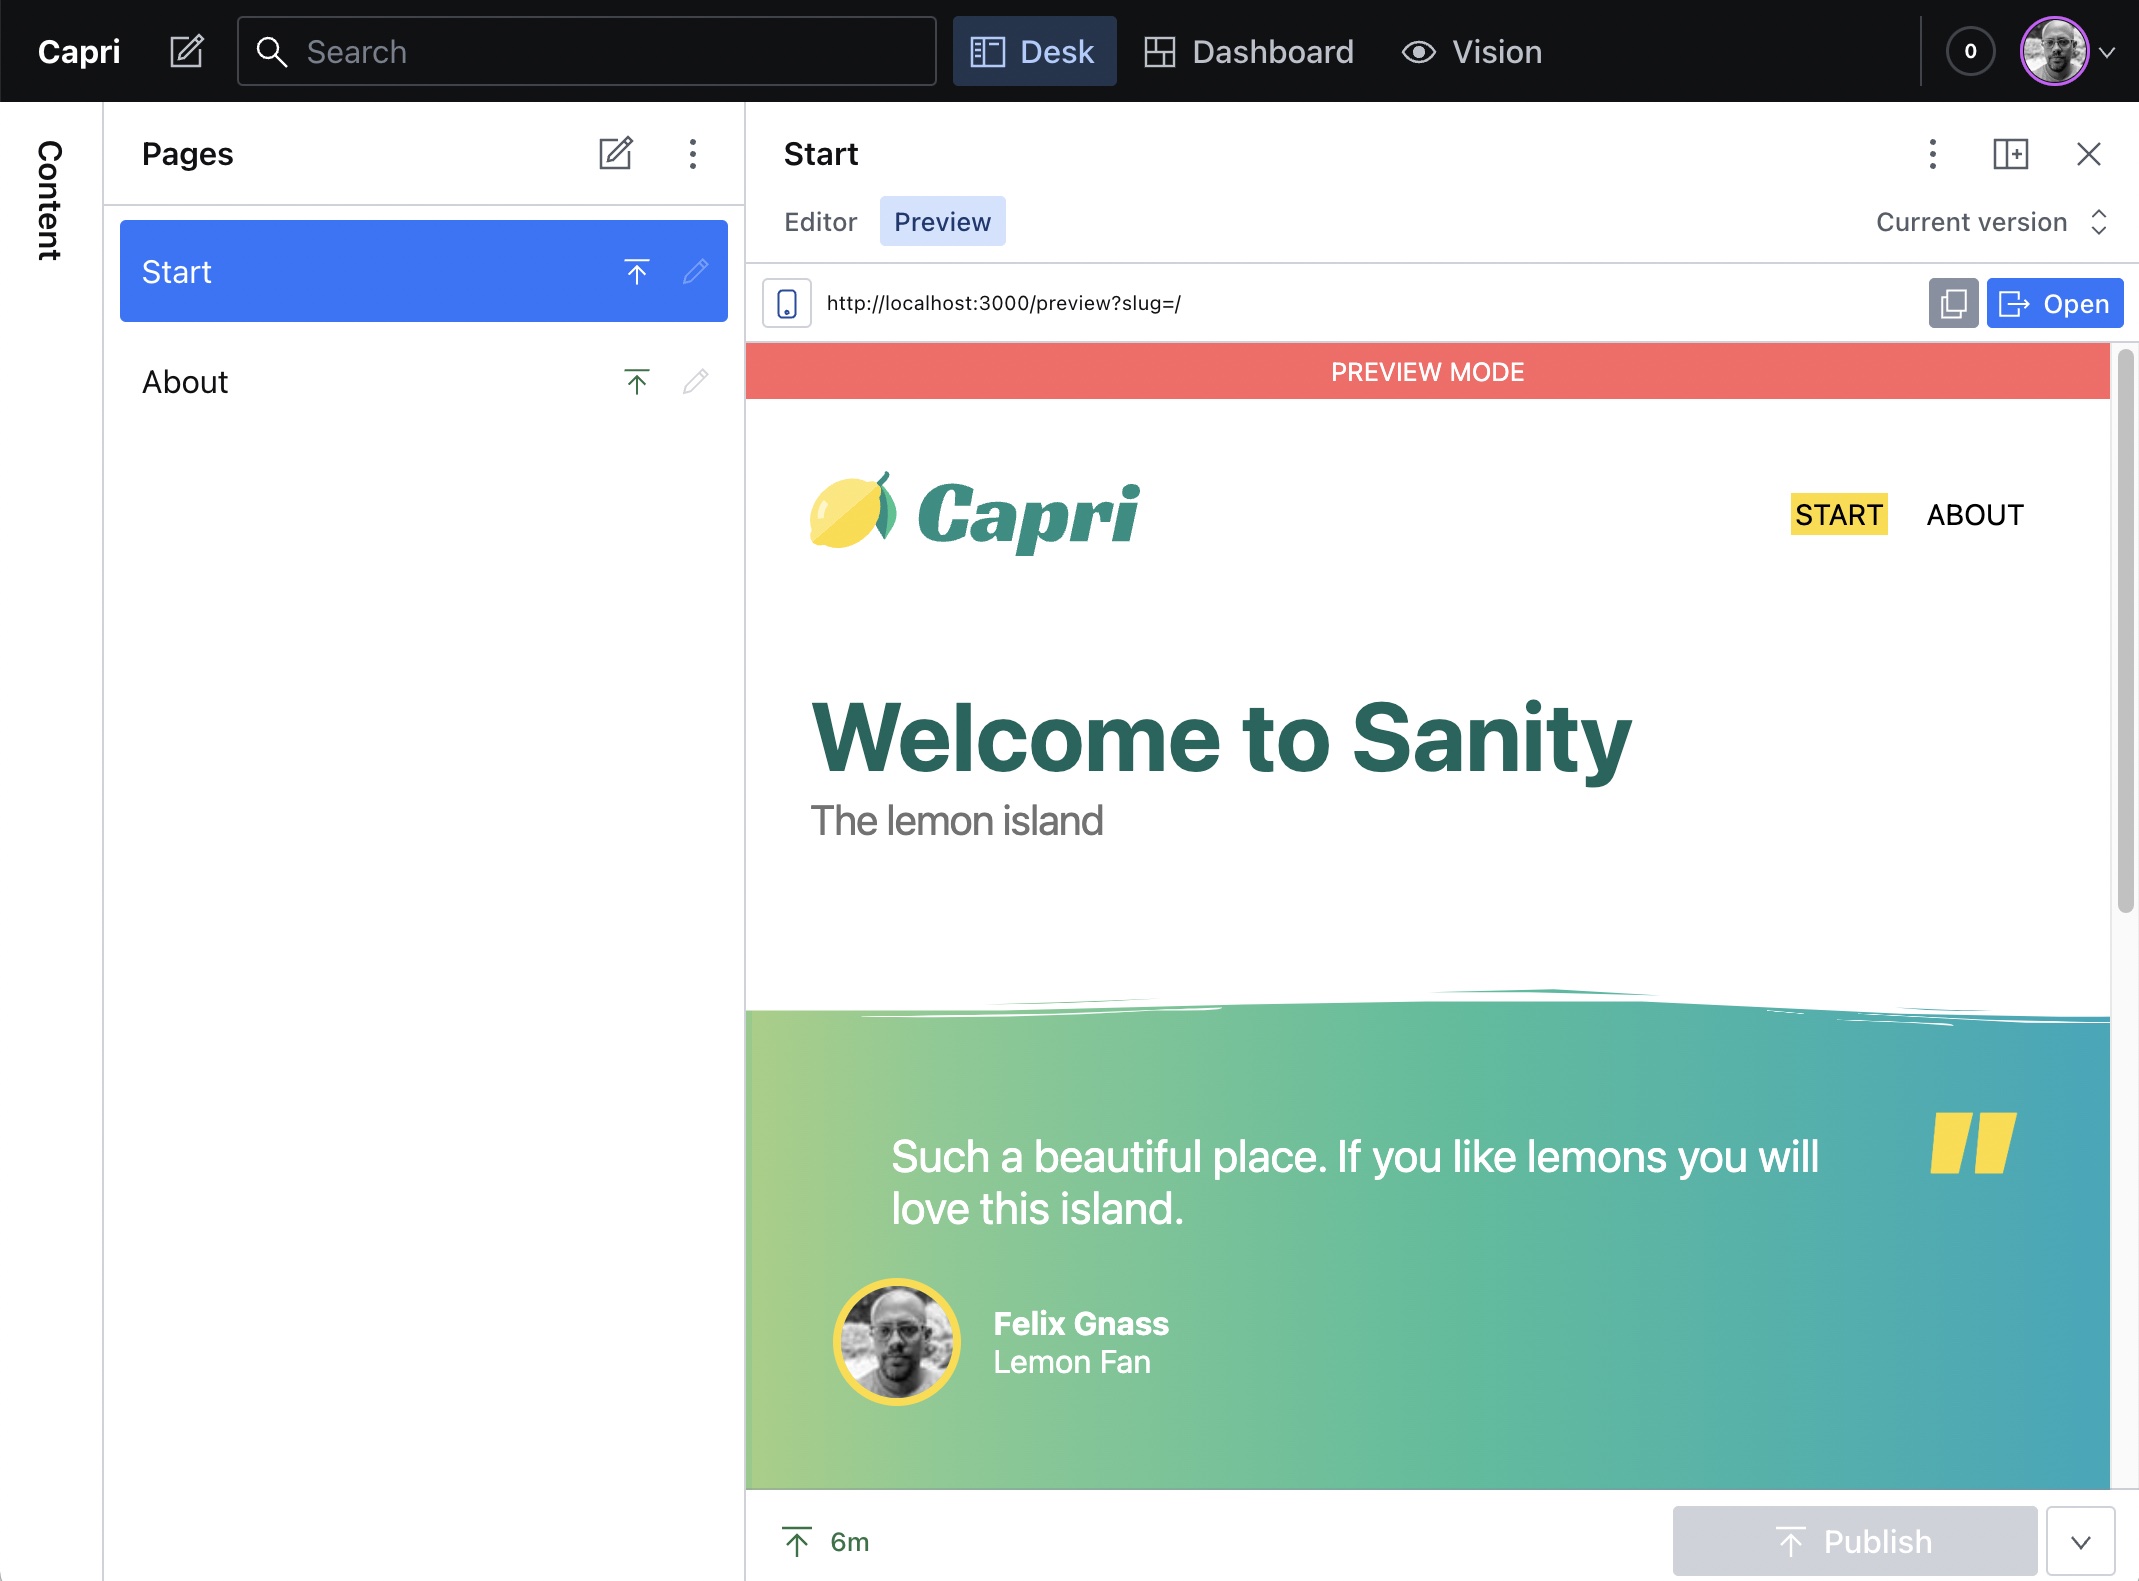 Capri
Search
Desk
Dashboard
Vision
0
Content
Pages
Start
About
Start
Editor
Preview
Current version
http://localhost:3000/preview?slug=/
Open
PREVIEW MODE
Capri
START
ABOUT
Welcome to Sanity
The lemon island
Such a beautiful place. If you like lemons you will
love this island.
"
Felix Gnass
Lemon Fan
6m
Publish